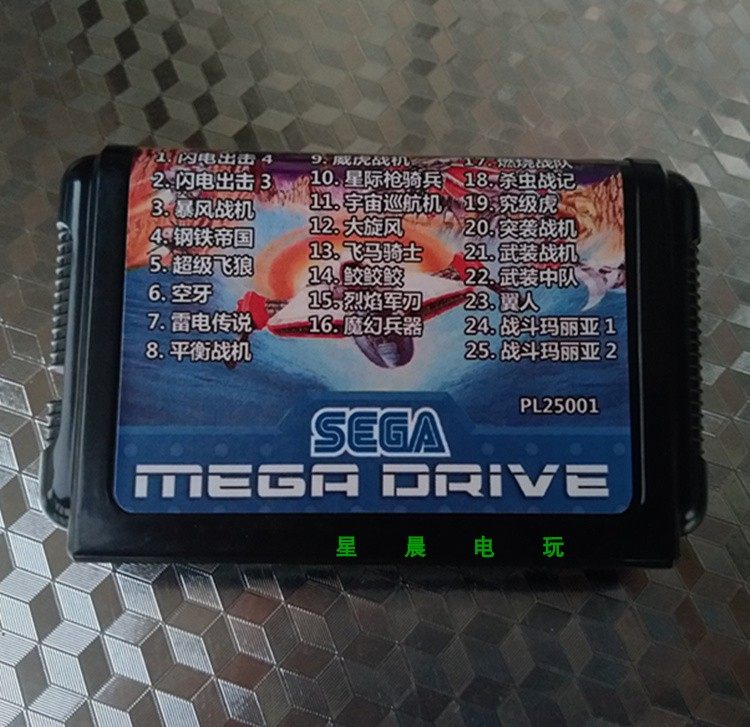 1. 闪电出击 4
2. 闪电出击 3
3. 暴风战机
4. 钢铁帝国
5. 超级飞狼
6. 空牙
7. 雷电传说
8. 平衡战机
9. 威虎战机
10. 星际枪骑兵
11. 宇宙巡航机
12. 大旋风
13. 飞马骑士
14. 鲛鲛鲛
15. 烈焰军刀
16. 魔幻兵器
17. 燃烧战队
18. 杀虫战记
19. 究级虎
20. 突袭战机
21. 武装战机
22. 武装中队
23. 翼人
24. 战斗玛丽亚 1
25. 战斗玛丽亚 2
PL25001
SEGA
MEGA DRIVE
星晨电玩